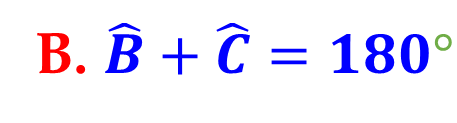 B. B̂ + Ĉ = 180°